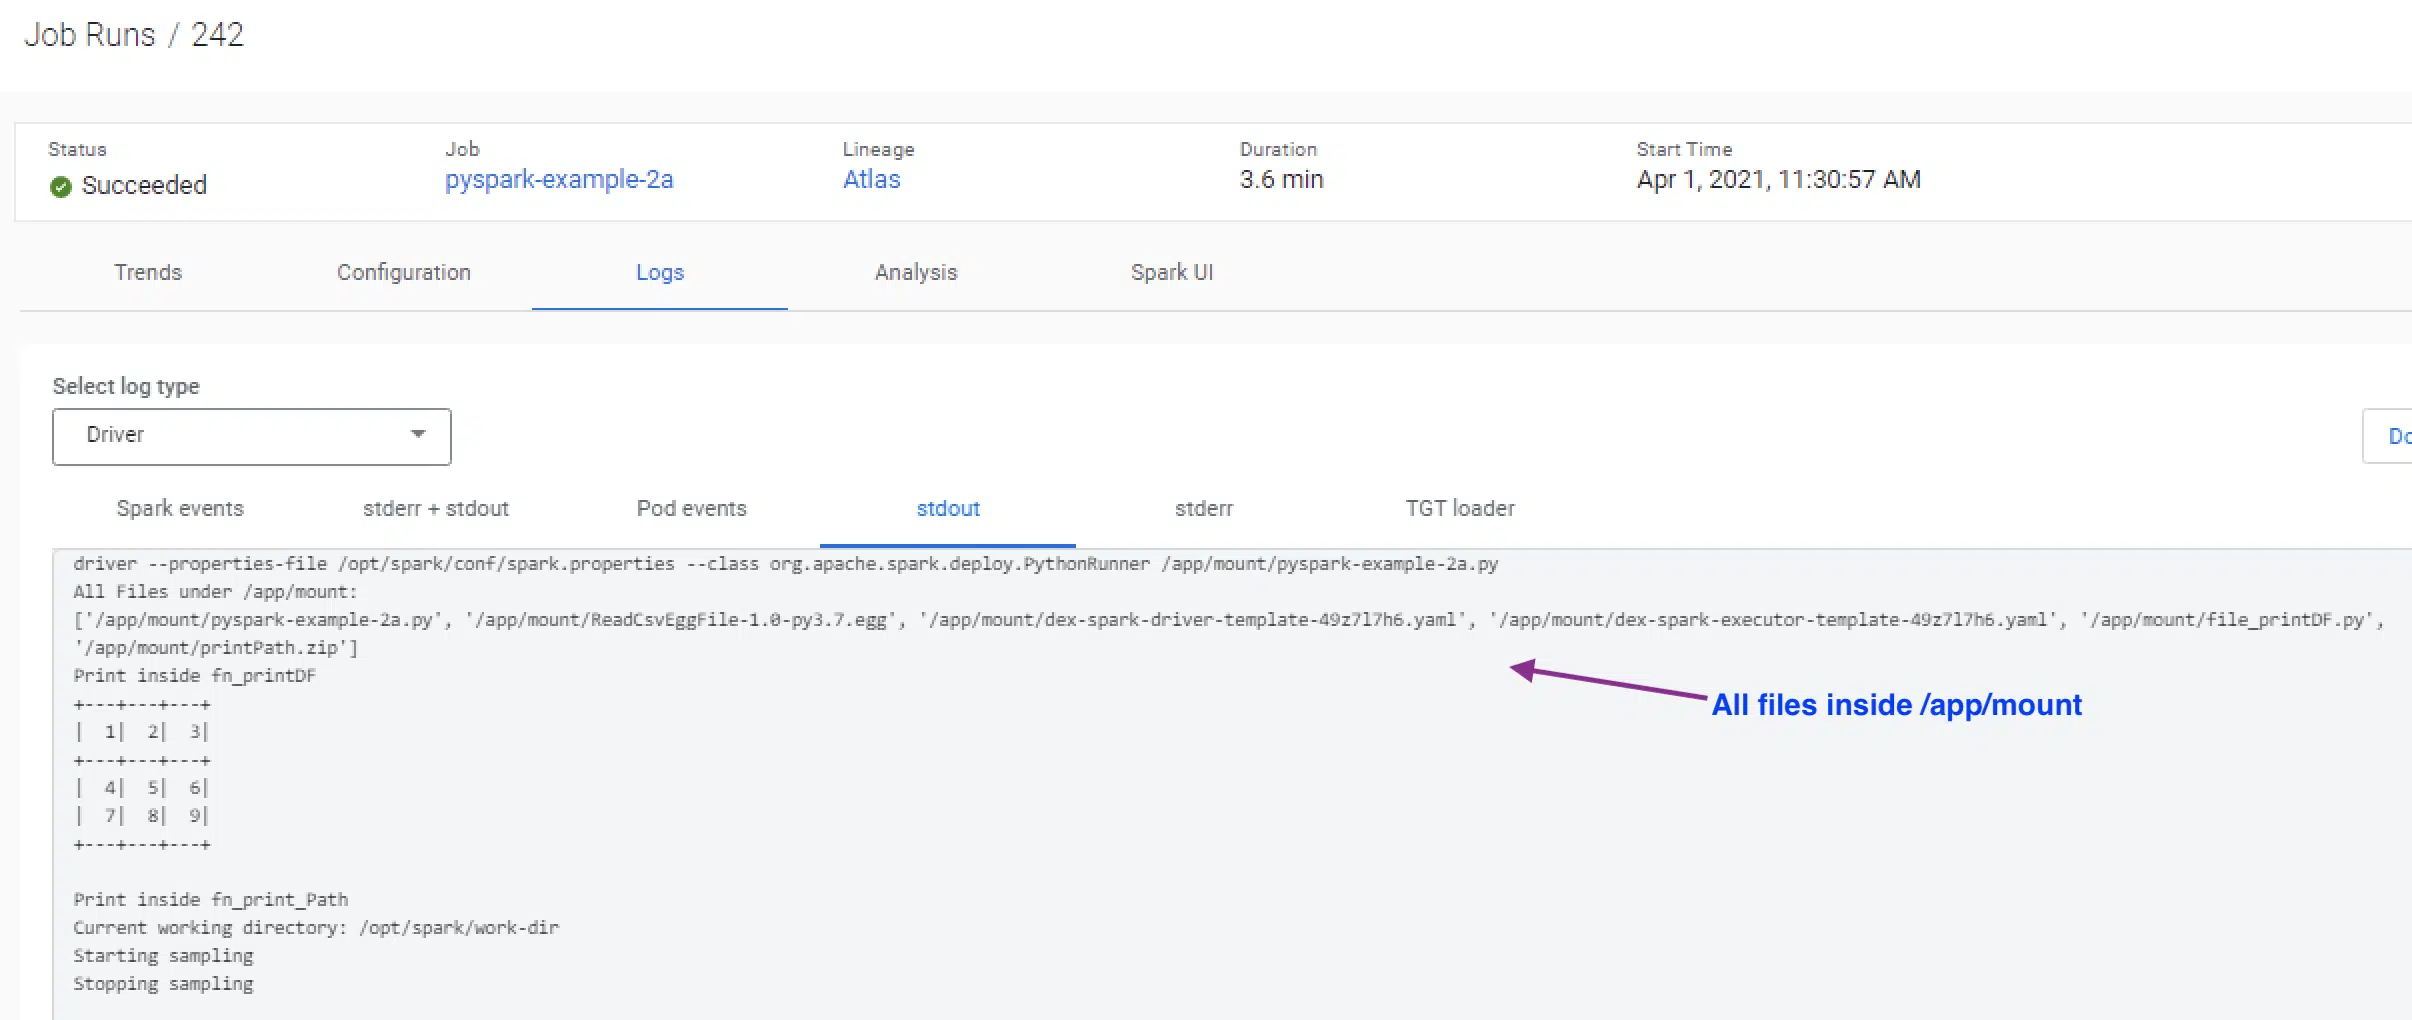 Job Runs / 242
Status
Job
Lineage
Duration
Start Time
Succeeded
pyspark-example-2a
Atlas
3.6 min
Apr 1, 2021, 11:30:57 AM
Trends
Configuration
Logs
Analysis
Spark UI
Select log type
Driver
Do
Spark events
stderr + stdout
Pod events
stdout
stderr
TGT loader
driver --properties-file /opt/spark/conf/spark.properties --class org.apache.spark.deploy.PythonRunner /app/mount/pyspark-example-2a.py
All Files under /app/mount:
['/app/mount/pyspark-example-2a.py', '/app/mount/ReadCsvEggFile-1.0-py3.7.egg', '/app/mount/dex-spark-driver-template-49z7l7h6.yaml', '/app/mount/dex-spark-executor-template-49z7l7h6.yaml', '/app/mount/file_printDF.py',
'/app/mount/printPath.zip']
Print inside fn_printDF
+---+---+---+
|  1|  2|  3|
+---+---+---+
|  4|  5|  6|
|  7|  8|  9|
+---+---+---+
All files inside /app/mount
Print inside fn_print_Path
Current working directory: /opt/spark/work-dir
Starting sampling
Stopping sampling